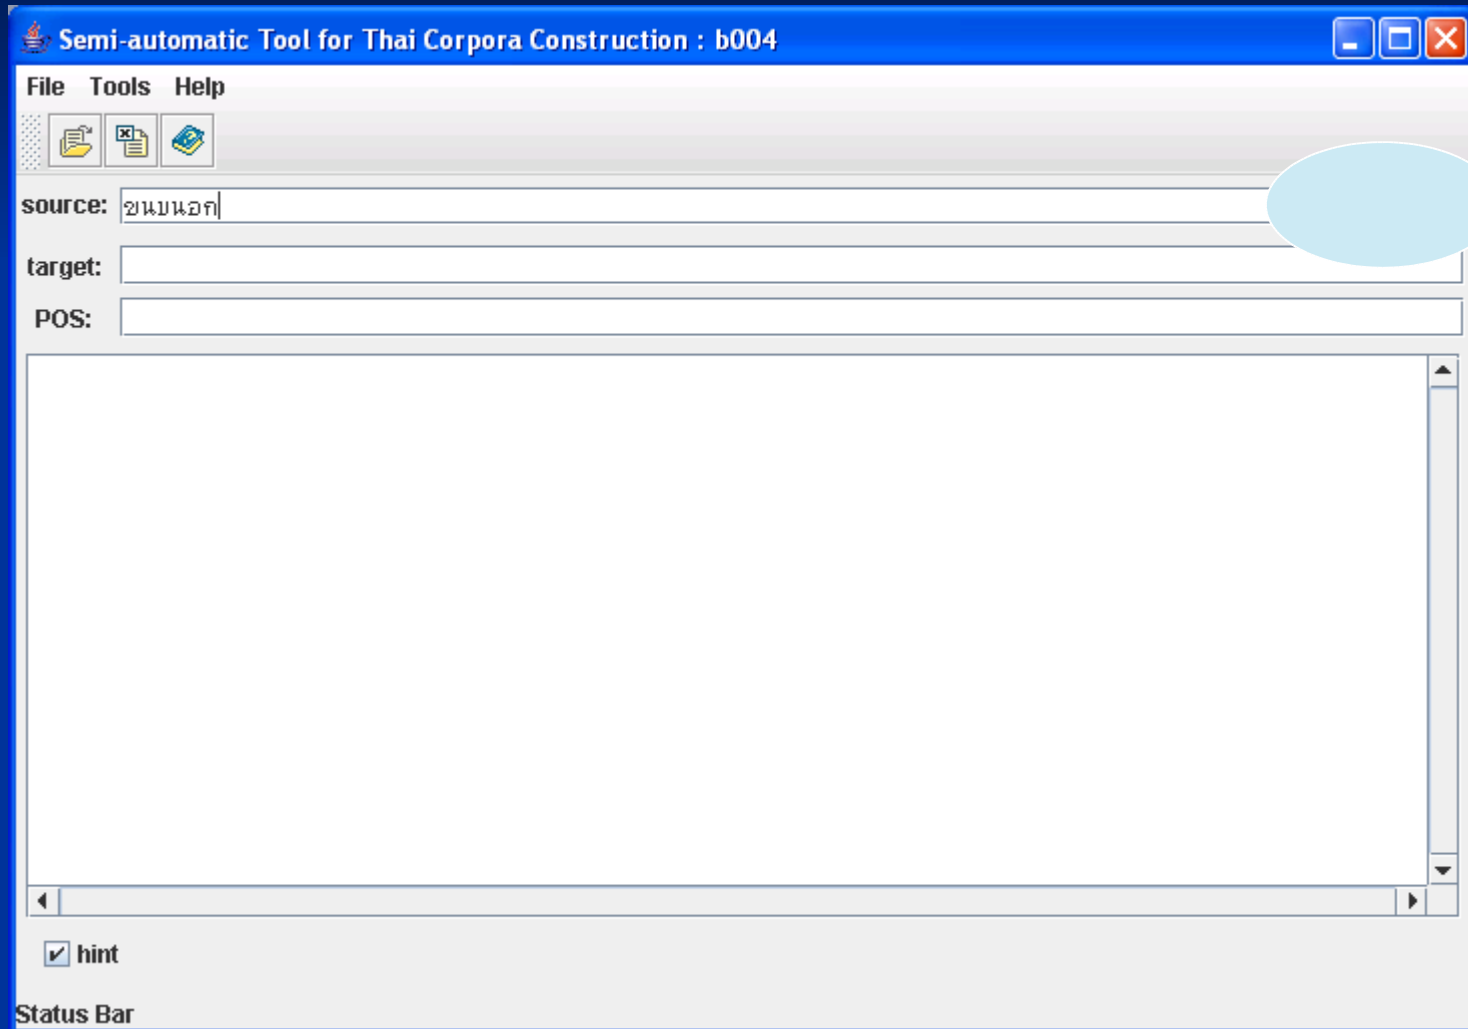 Semi-automatic Tool for Thai Corpora Construction : b004
File Tools Help
source: ขนบนอก
target:
POS:
hint
Status Bar